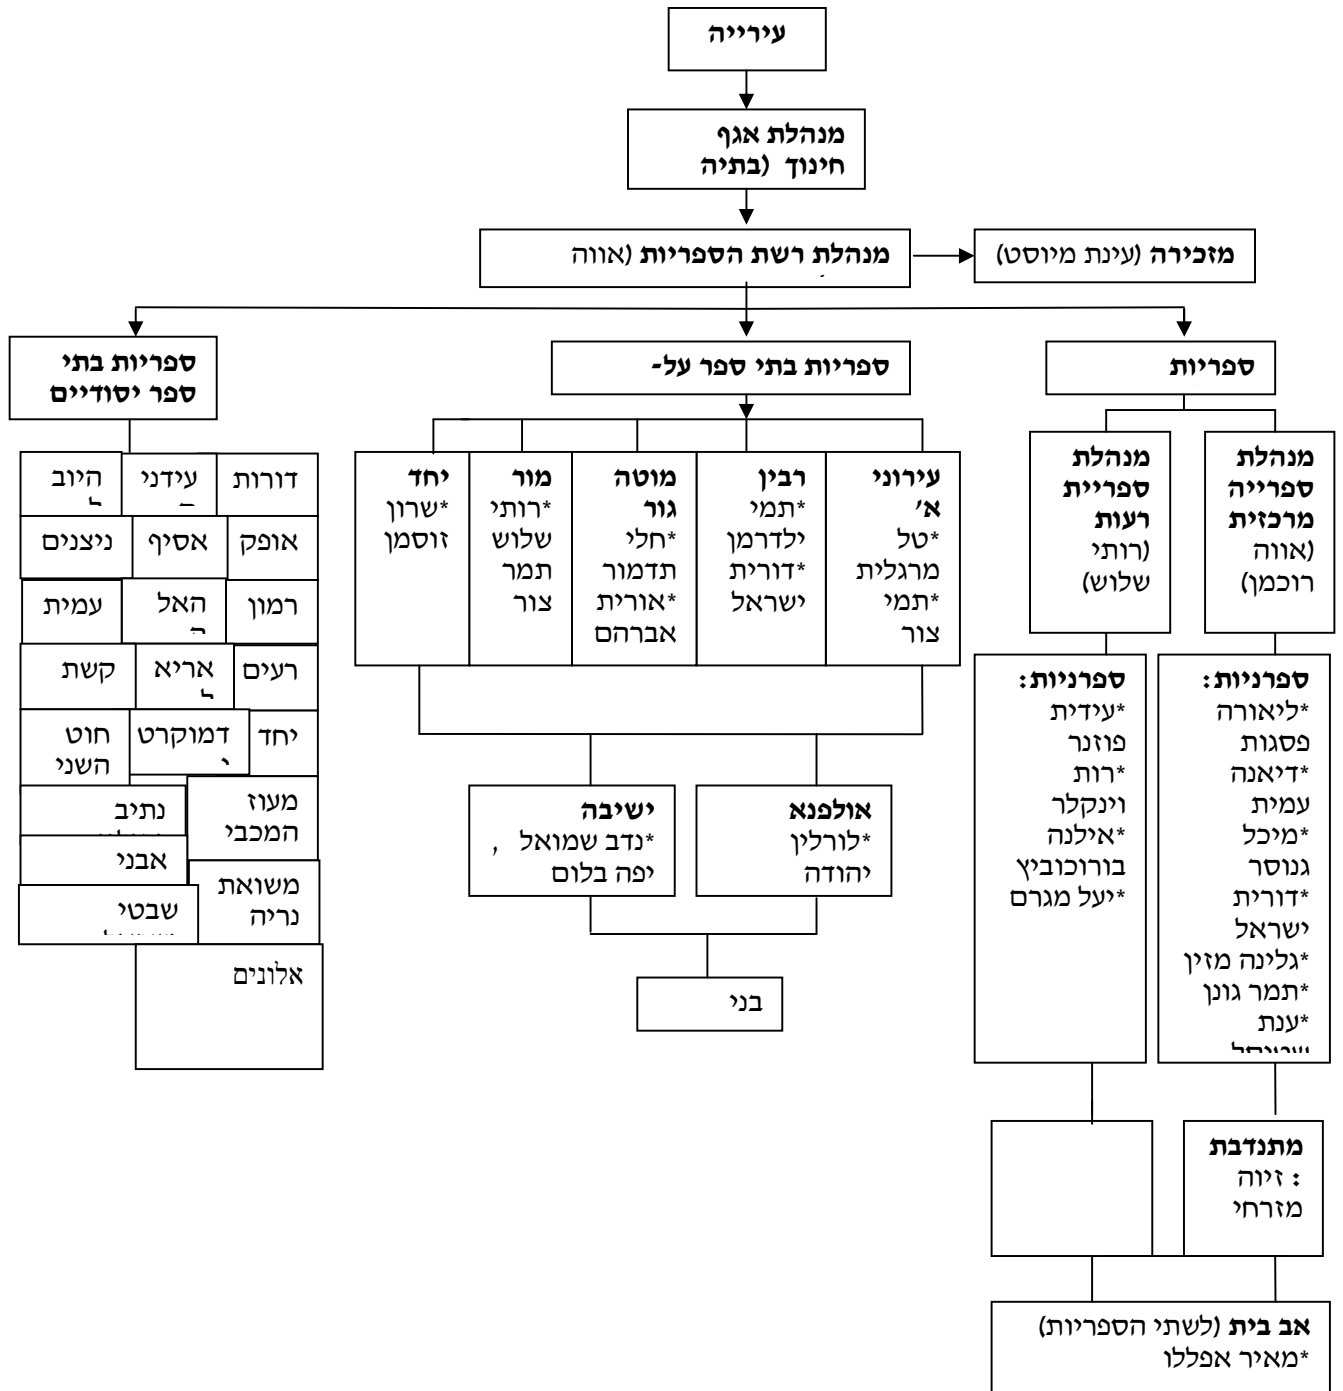 עירייה
מנהלת אגף
חינוך (בתיה
מנהלת רשת הספריות (אווה
מזכירה (עינת מיוסט)
ספריות
ספריות בתי ספר על-
ספריות בתי
ספר יסודיים
מנהלת
ספרייה
מרכזית
(אווה
רוכמן)
מנהלת
ספריית
רעות
(רותי
שלוש)
ספרניות:
*ליאורה
פסגות
*דיאנה
עמית
*מיכל
גנוסר
*דורית
ישראל
*גלינה מזין
*תמר גונן
*ענת
ספרניות:
*עידית
פוזנר
*רות
וינקלר
*אילנה
בורוכוביץ
*יעל מגרם
מתנדבת
: זיוה
מזרחי
אב בית (לשתי הספריות)
*מאיר אפללו
עירוני
א'
*טל
מרגלית
*תמי
צור
רבין
*תמי
ילדרמן
*דורית
ישראל
מוטה
גור
*חלי
תדמור
*אורית
אברהם
מור
*רותי
שלוש
תמר
צור
יחד
*שרון
זוסמן
אולפנא
*לורלין
יהודה
ישיבה
*נדב שמואל ,
יפה בלום
בני
דורות
עידני
היוב
אופק
אסיף
ניצנים
רמון
האל
עמית
רעים
אריא
קשת
יחד
דמוקרט
חוט
השני
מעוז
המכבי
נתיב
אבני
משואת
נריה
שבטי
אלונים